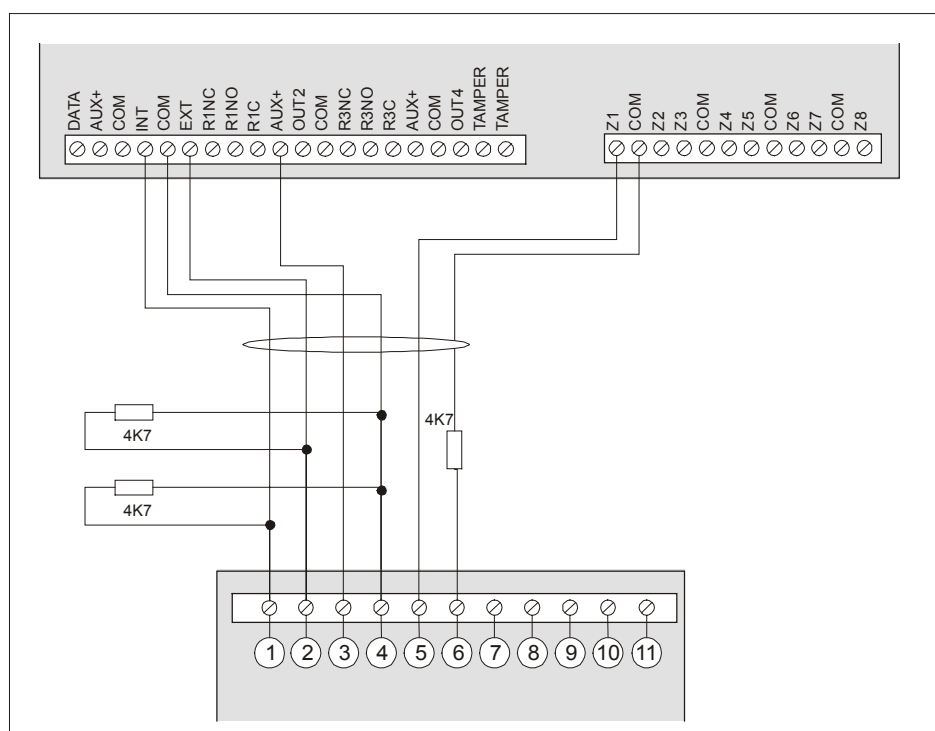 DATA
AUX+
COM
INT
COM
EXT
R1NC
R1NO
R1C
AUX+
OUT2
COM
R3NC
R3NO
R3C
AUX+
COM
OUT4
TAMPER
TAMPER
Z1
COM
Z2
Z3
COM
Z4
Z5
COM
Z6
Z7
COM
Z8
4K7
4K7
4K7
1
2
3
4
5
6
7
8
9
10
11